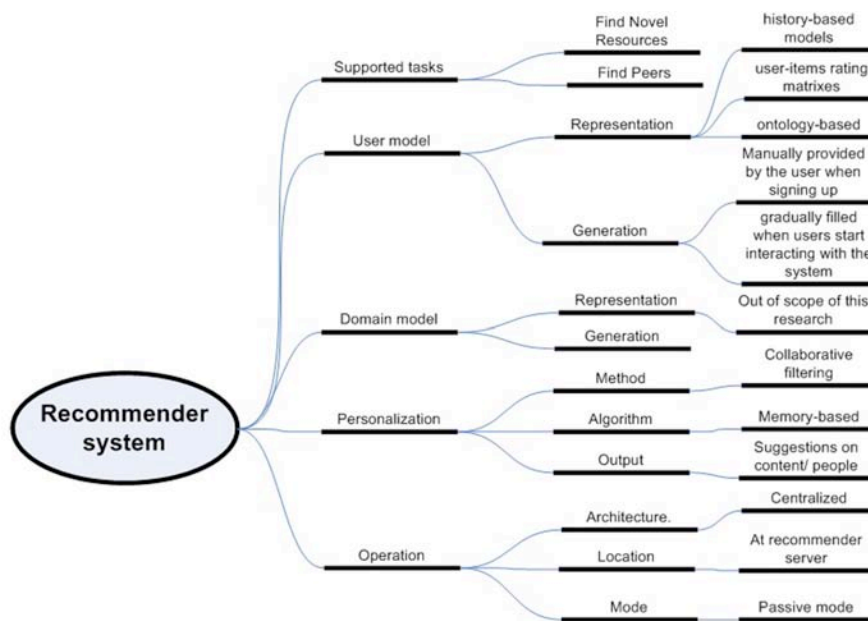 Recommender
system
Supported tasks
Find Novel
Resources
Find Peers
User model
Representation
history-based
models
user-items rating
matrixes
ontology-based
Generation
Manually provided
by the user when
signing up
gradually filled
when users start
interacting with the
system
Domain model
Representation
Out of scope of this
research
Generation
Personalization
Method
Collaborative
filtering
Algorithm
Memory-based
Output
Suggestions on
content/ people
Operation
Architecture.
Centralized
Location
At recommender
server
Mode
Passive mode